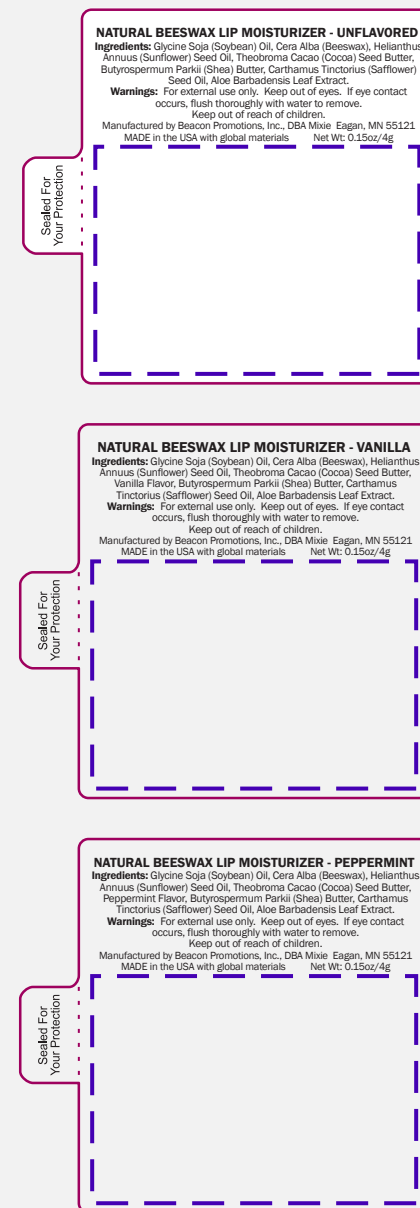 NATURAL BEESWAX LIP MOISTURIZER - UNFLAVORED
Ingredients: Glycine Soja (Soybean) Oil, Cera Alba (Beeswax), Helianthus
Annuus (Sunflower) Seed Oil, Theobroma Cacao (Cocoa) Seed Butter,
Butyrospermum Parkii (Shea) Butter, Carthamus Tinctorius (Safflower)
Seed Oil, Aloe Barbadensis Leaf Extract.
Warnings: For external use only. Keep out of eyes. If eye contact
occurs, flush thoroughly with water to remove.
Keep out of reach of children.
Manufactured by Beacon Promotions, Inc., DBA Mixie Eagan, MN 55121
MADE in the USA with global materials Net Wt: 0.15oz/4g
Sealed For
Your Protection
NATURAL BEESWAX LIP MOISTURIZER - VANILLA
Ingredients: Glycine Soja (Soybean) Oil, Cera Alba (Beeswax), Helianthus
Annuus (Sunflower) Seed Oil, Theobroma Cacao (Cocoa) Seed Butter,
Vanilla Flavor, Butyrospermum Parkii (Shea) Butter, Carthamus
Tinctorius (Safflower) Seed Oil, Aloe Barbadensis Leaf Extract.
Warnings: For external use only. Keep out of eyes. If eye contact
occurs, flush thoroughly with water to remove.
Keep out of reach of children.
Manufactured by Beacon Promotions, Inc., DBA Mixie Eagan, MN 55121
MADE in the USA with global materials Net Wt: 0.15oz/4g
Sealed For
Your Protection
NATURAL BEESWAX LIP MOISTURIZER - PEPPERMINT
Ingredients: Glycine Soja (Soybean) Oil, Cera Alba (Beeswax), Helianthus
Annuus (Sunflower) Seed Oil, Theobroma Cacao (Cocoa) Seed Butter,
Peppermint Flavor, Butyrospermum Parkii (Shea) Butter, Carthamus
Tinctorius (Safflower) Seed Oil, Aloe Barbadensis Leaf Extract.
Warnings: For external use only. Keep out of eyes. If eye contact
occurs, flush thoroughly with water to remove.
Keep out of reach of children.
Manufactured by Beacon Promotions, Inc., DBA Mixie Eagan, MN 55121
MADE in the USA with global materials Net Wt: 0.15oz/4g
Sealed For
Your Protection